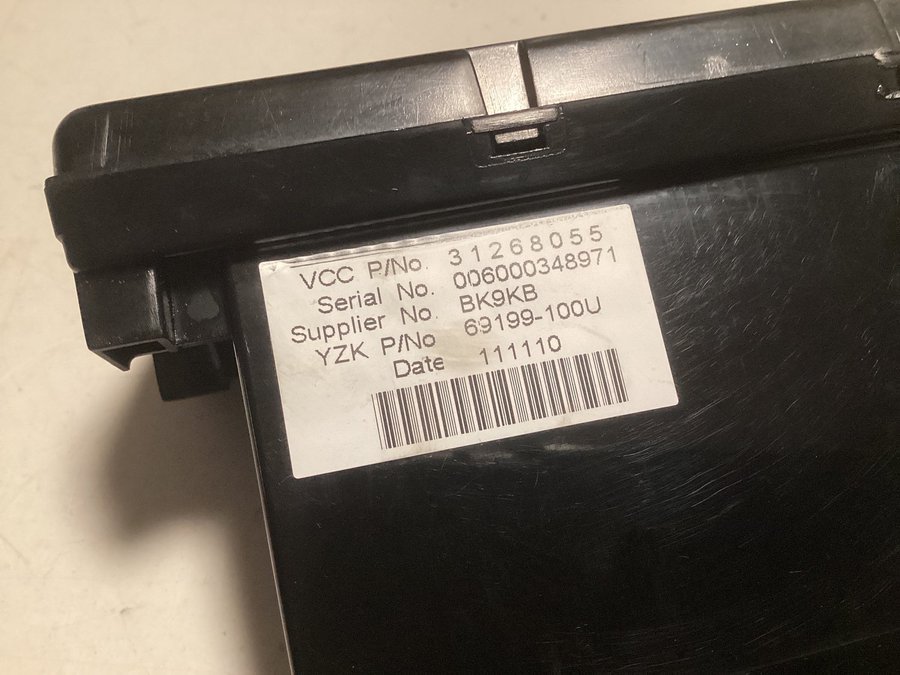 VCC P/No. 31268055
Serial No. 006000348971
Supplier No. BK9KB
YZK P/No 69199-100U
Date 111110